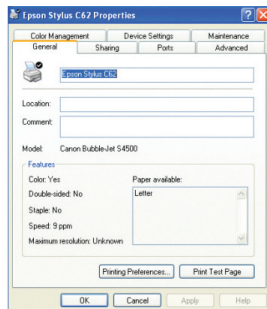 Epson Stylus C62 Properties
Color Management Device Settings Maintenance
General Sharing Ports Advanced
Epson Stylus C62
Location:
Comment:
Model: Canon Bubble-Jet S4500
Features
Color: Yes
Paper available:
Double-sided: No
Letter
Staple: No
Speed: 9 ppm
Maximum resolution: Unknown
Printing Preferences... Print Test Page
OK Cancel Apply Help